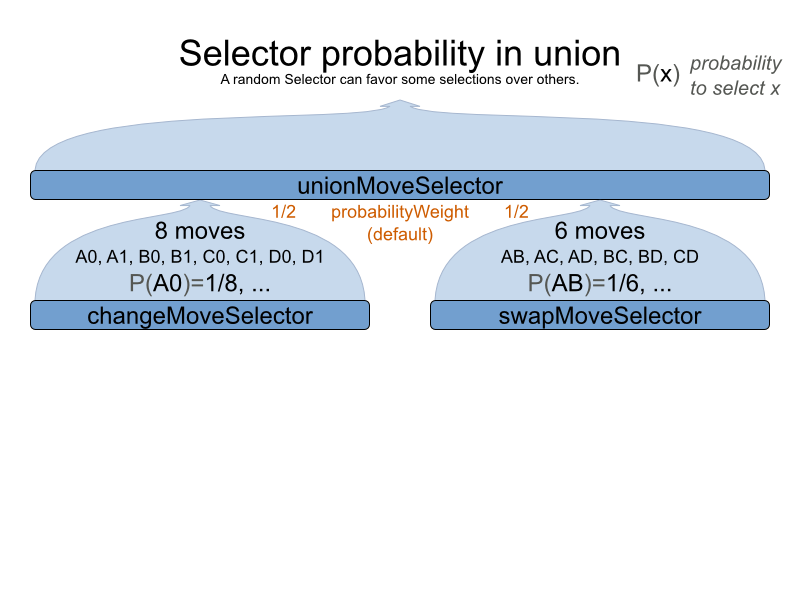 Selector probability in union
A random Selector can favor some selections over others.
P(x) probability
to select x
unionMoveSelector
1/2 probabilityWeight 1/2
(default)
8 moves
A0, A1, B0, B1, C0, C1, D0, D1
P(A0)=1/8, ...
changeMoveSelector
6 moves
AB, AC, AD, BC, BD, CD
P(AB)=1/6, ...
swapMoveSelector